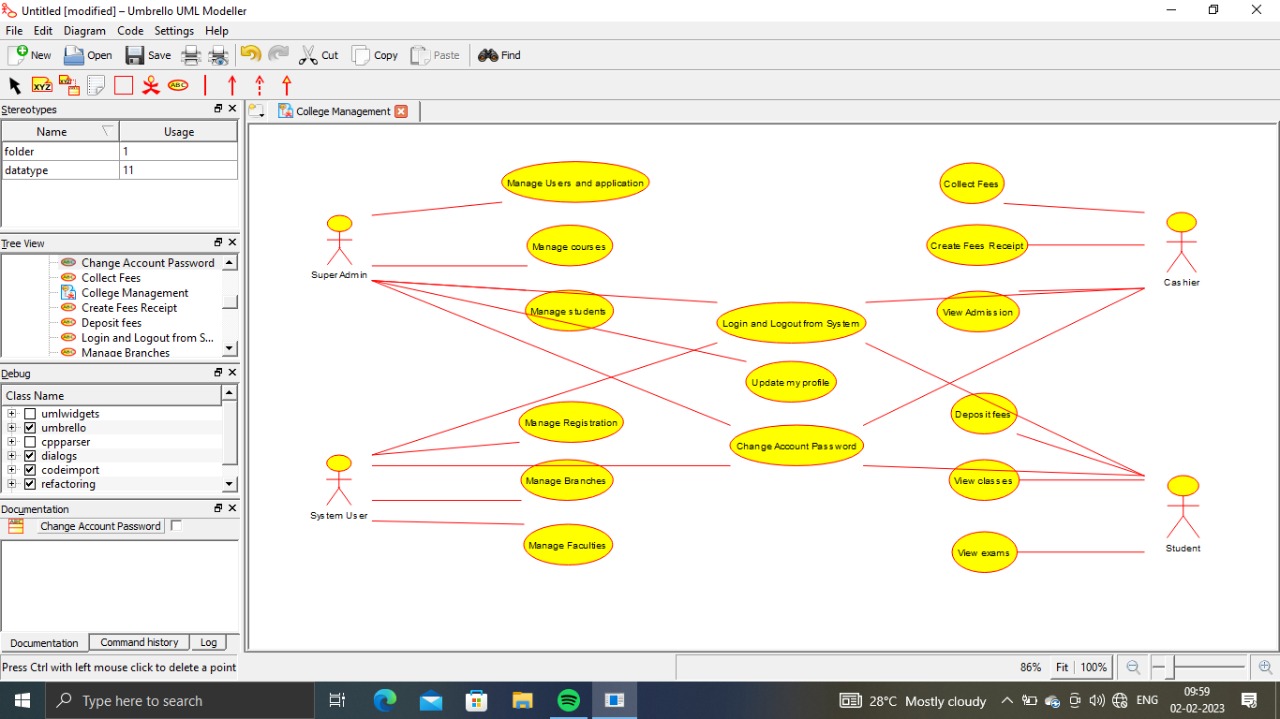 Untitled [modified] – Umbrello UML Modeller
File Edit Diagram Code Settings Help
New Open Save Cut Copy Paste Find
XYZ ABC
Stereotypes
Name Usage
folder 1
datatype 11
Tree View
Change Account Password
Collect Fees
College Management
Create Fees Receipt
Deposit fees
Login and Logout from S...
Manage Branches
Debug
Class Name
umlwidgets
umbrello
cppparser
dialogs
codeimport
refactoring
Documentation
Change Account Password
Documentation Command history Log
Press Ctrl with left mouse click to delete a point
College Management
Manage Users and application
Collect Fees
Manage courses
Create Fees Receipt
Super Admin
Cashier
Manage students
View Admission
Login and Logout from System
Update my profile
Manage Registration
Deposit fees
Change Account Password
Manage Branches
View classes
System User
Manage Faculties
View exams
Student
86% Fit 100%
Type here to search
28°C Mostly cloudy
ENG
09:59
02-02-2023